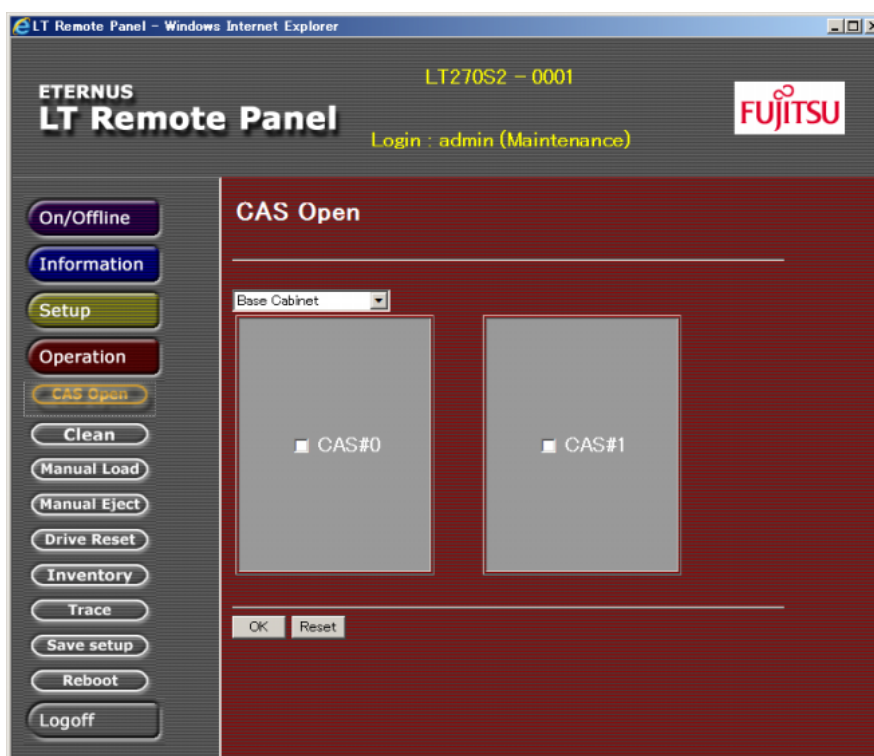 LT Remote Panel - Windows Internet Explorer
LT270S2 - 0001
ETERNUS
LT Remote Panel
FUJITSU
Login : admin (Maintenance)
On/Offline
Information
Setup
Operation
CAS Open
Clean
Manual Load
Manual Eject
Drive Reset
Inventory
Trace
Save setup
Reboot
Logoff
CAS Open
Base Cabinet
CAS#0
CAS#1
OK
Reset